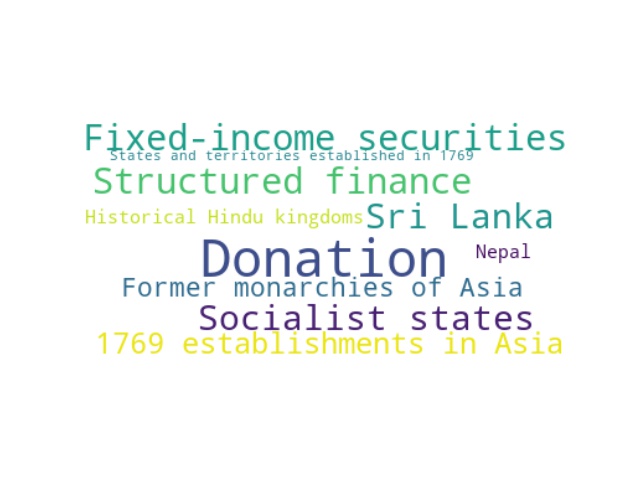 Fixed-income securities
States and territories established in 1769
Structured finance
Historical Hindu kingdoms Sri Lanka
Donation Nepal
Former monarchies of Asia
Socialist states
1769 establishments in Asia